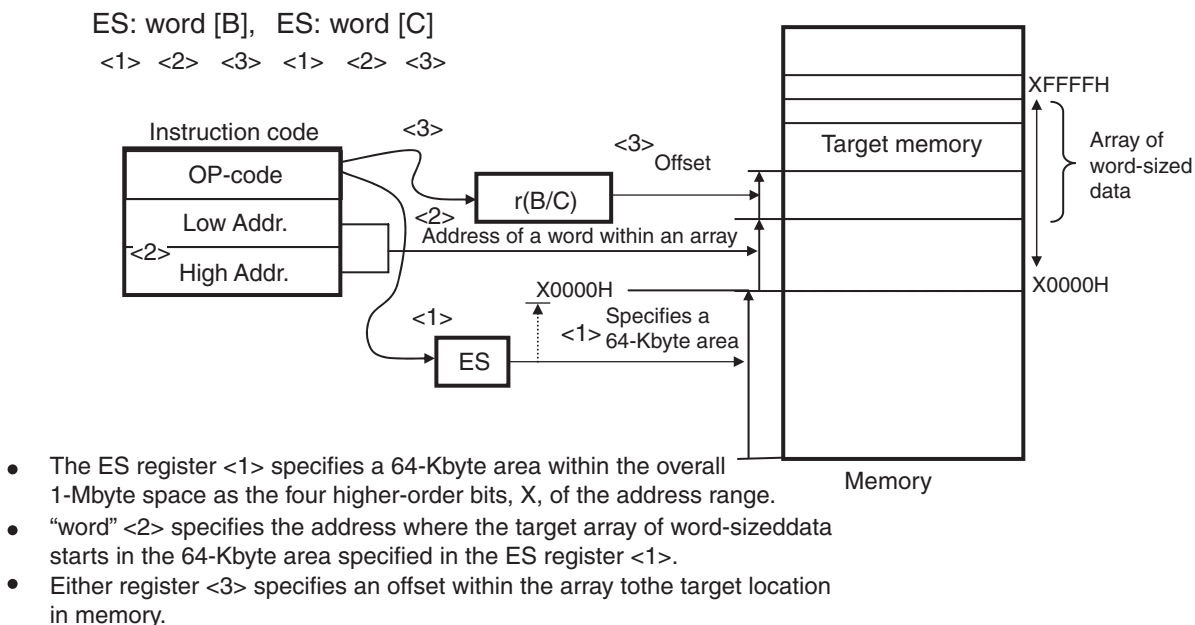 ES: word [B], ES: word [C]
<1> <2> <3> <1> <2> <3>
XFFFFH
Instruction code
<3>
OP-code
Low Addr.
<2>
High Addr.
r(B/C)
<3>
Offset
Target memory
Array of
word-sized
data
<2>
Address of a word within an array
X0000H
X0000H
<1>
ES
<1>
Specifies a
64-Kbyte area
Memory
● The ES register <1> specifies a 64-Kbyte area within the overall
1-Mbyte space as the four higher-order bits, X, of the address range.
● “word” <2> specifies the address where the target array of word-sizeddata
starts in the 64-Kbyte area specified in the ES register <1>.
● Either register <3> specifies an offset within the array tothe target location
in memory.